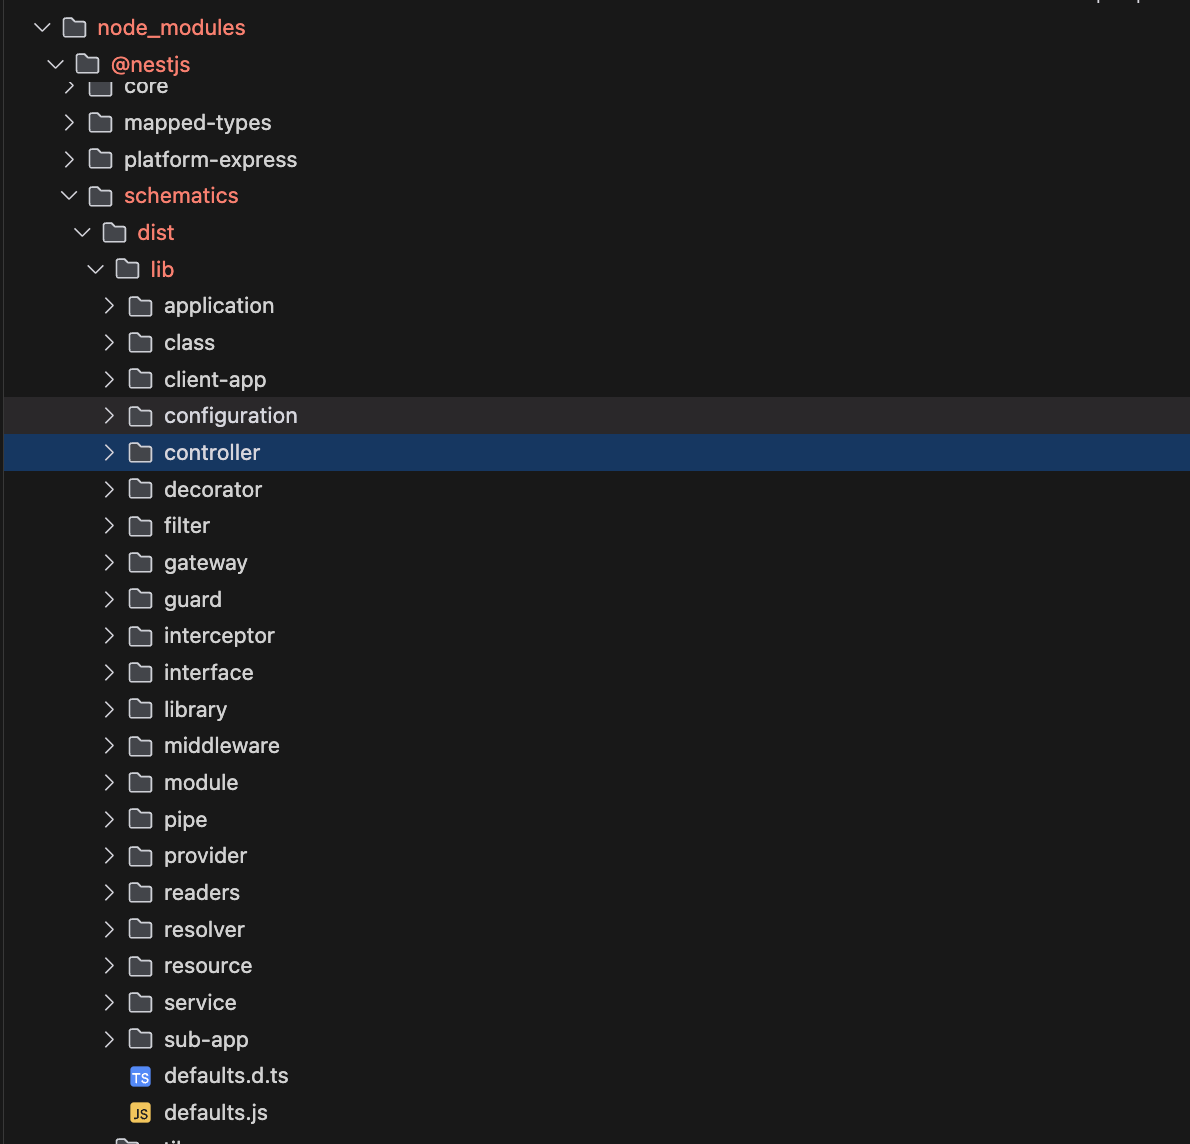 node_modules
@nestjs
core
mapped-types
platform-express
schematics
dist
lib
application
class
client-app
configuration
controller
decorator
filter
gateway
guard
interceptor
interface
library
middleware
module
pipe
provider
readers
resolver
resource
service
sub-app
TS defaults.d.ts
JS defaults.js